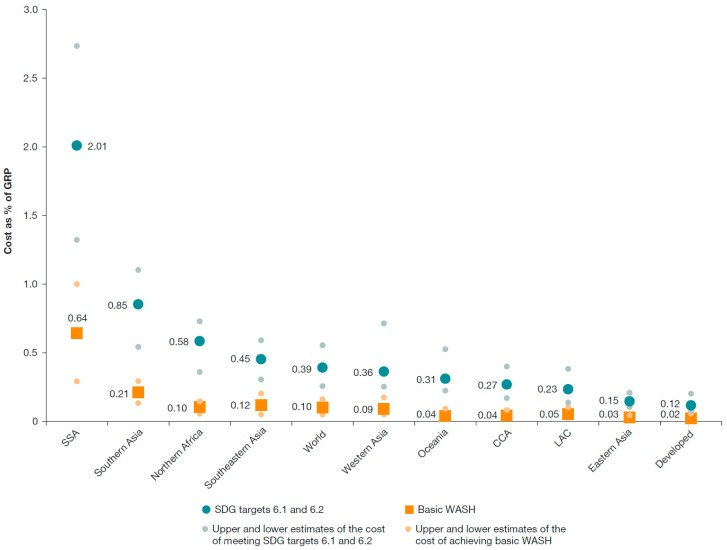 3.0
2.5
2.0
1.5
1.0
0.5
0
Cost as % of GRP
2.01
0.64
0.85
0.21
0.58
0.10
0.45
0.12
0.39
0.10
0.36
0.09
0.31
0.04
0.27
0.04
0.23
0.05
0.15
0.03
0.12
0.02
SSA
Southern Asia
Northern Africa
Southeastern Asia
World
Western Asia
Oceania
CCA
LAC
Eastern Asia
Developed
SDG targets 6.1 and 6.2
Basic WASH
Upper and lower estimates of the cost
of meeting SDG targets 6.1 and 6.2
Upper and lower estimates of the
cost of achieving basic WASH